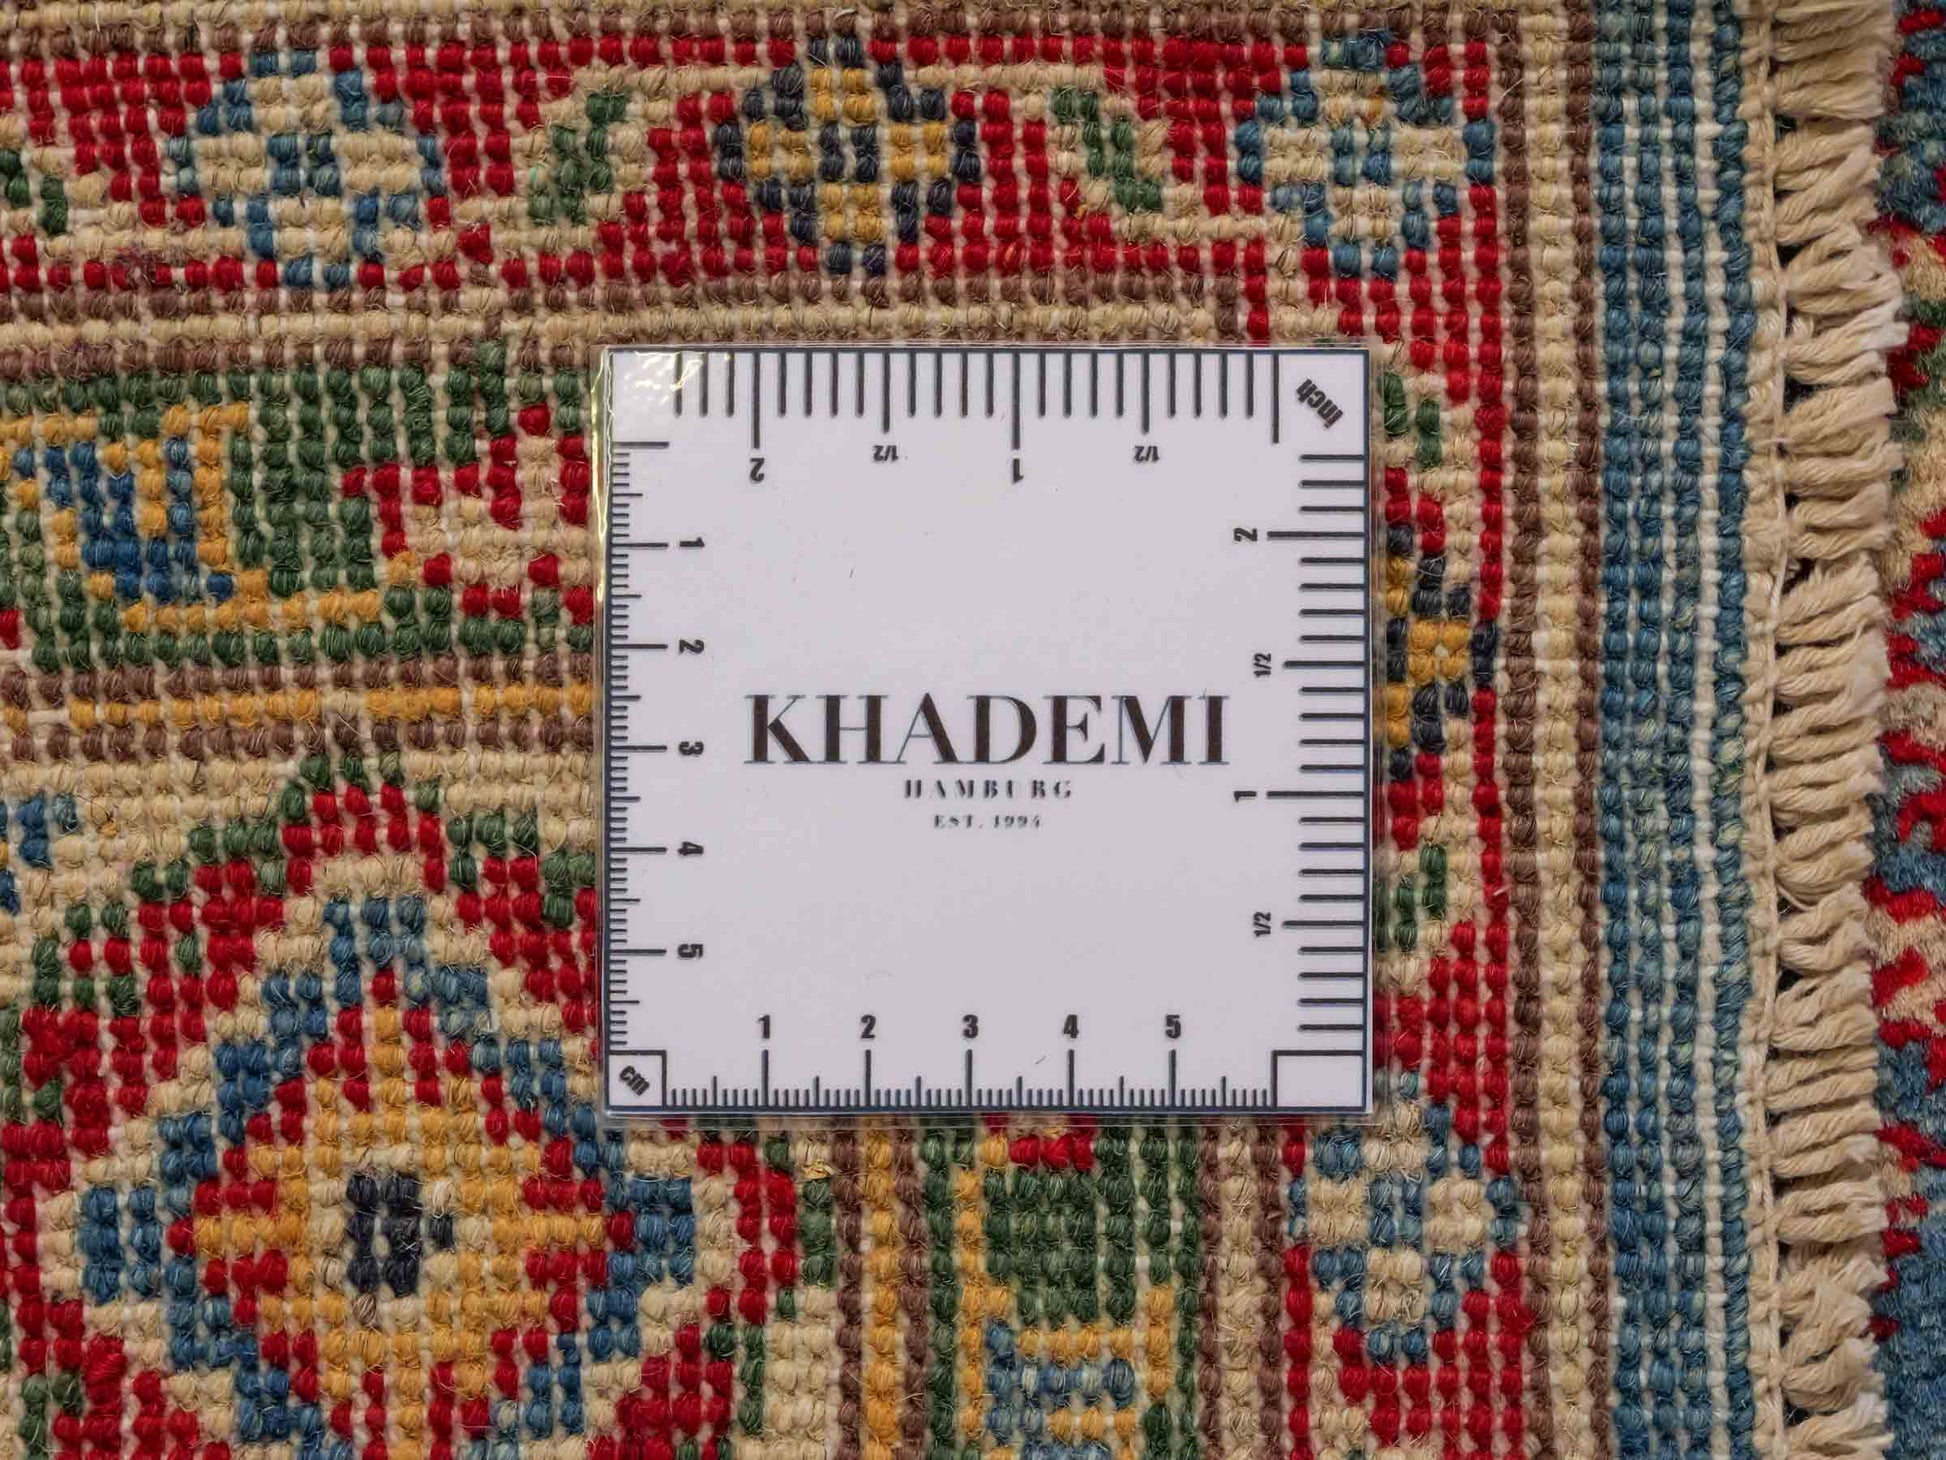 inch
2 1/2 1 1/2
1
2
3
4
5
2
1/2
1
1/2
KHADEMI
HAMBURG
EST. 1994
1 2 3 4 5
cm